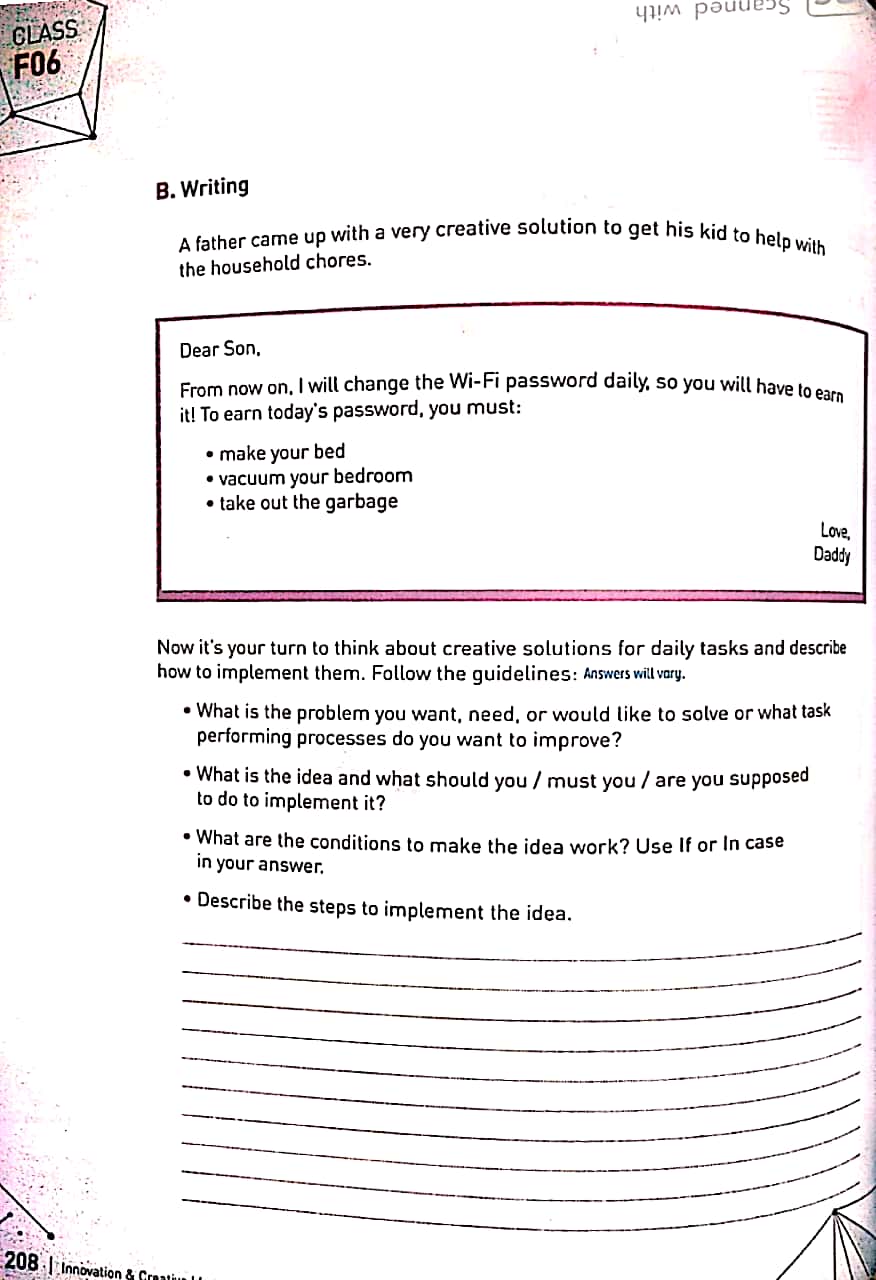 Scanned with
CLASS
F06
B. Writing
A father came up with a very creative solution to get his kid to help with
the household chores.
Dear Son,
From now on, I will change the Wi-Fi password daily, so you will have to earn
it! To earn today's password, you must:
• make your bed
• vacuum your bedroom
• take out the garbage
Love,
Daddy
Now it's your turn to think about creative solutions for daily tasks and describe
how to implement them. Follow the guidelines: Answers will vary.
• What is the problem you want, need, or would like to solve or what task
performing processes do you want to improve?
• What is the idea and what should you / must you / are you supposed
to do to implement it?
• What are the conditions to make the idea work? Use If or In case
in your answer.
• Describe the steps to implement the idea.
208 | Innovation &